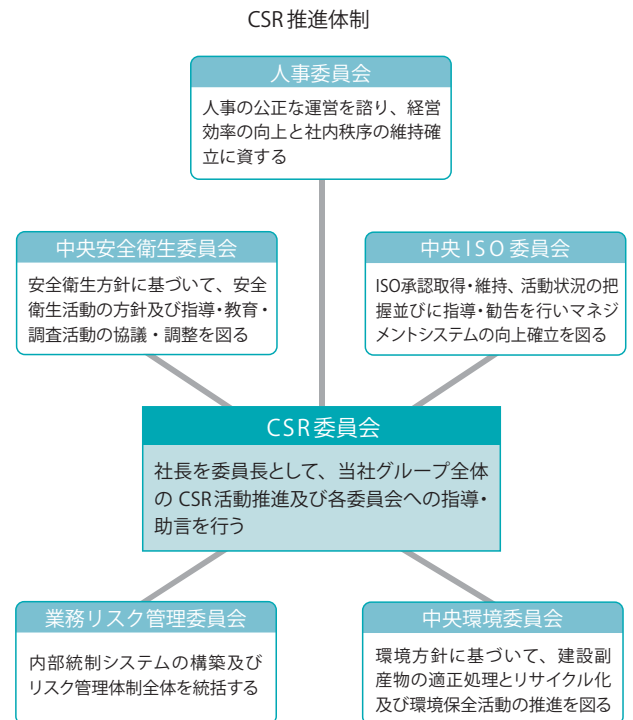 CSR推進体制
人事委員会
人事の公正な運営を諮り、経営
効率の向上と社内秩序の維持確
立に資する
中央安全衛生委員会
安全衛生方針に基づいて、安全
衛生活動の方針及び指導・教育・
調査活動の協議・調整を図る
中央ISO委員会
ISO承認取得・維持、活動状況の把
握並びに指導・勧告を行いマネジ
メントシステムの向上確立を図る
CSR委員会
社長を委員長として、当社グループ全体
の CSR活動推進及び各委員会への指導・
助言を行う
業務リスク管理委員会
内部統制システムの構築及び
リスク管理体制全体を統括する
中央環境委員会
環境方針に基づいて、建設副
産物の適正処理とリサイクル化
及び環境保全活動の推進を図る